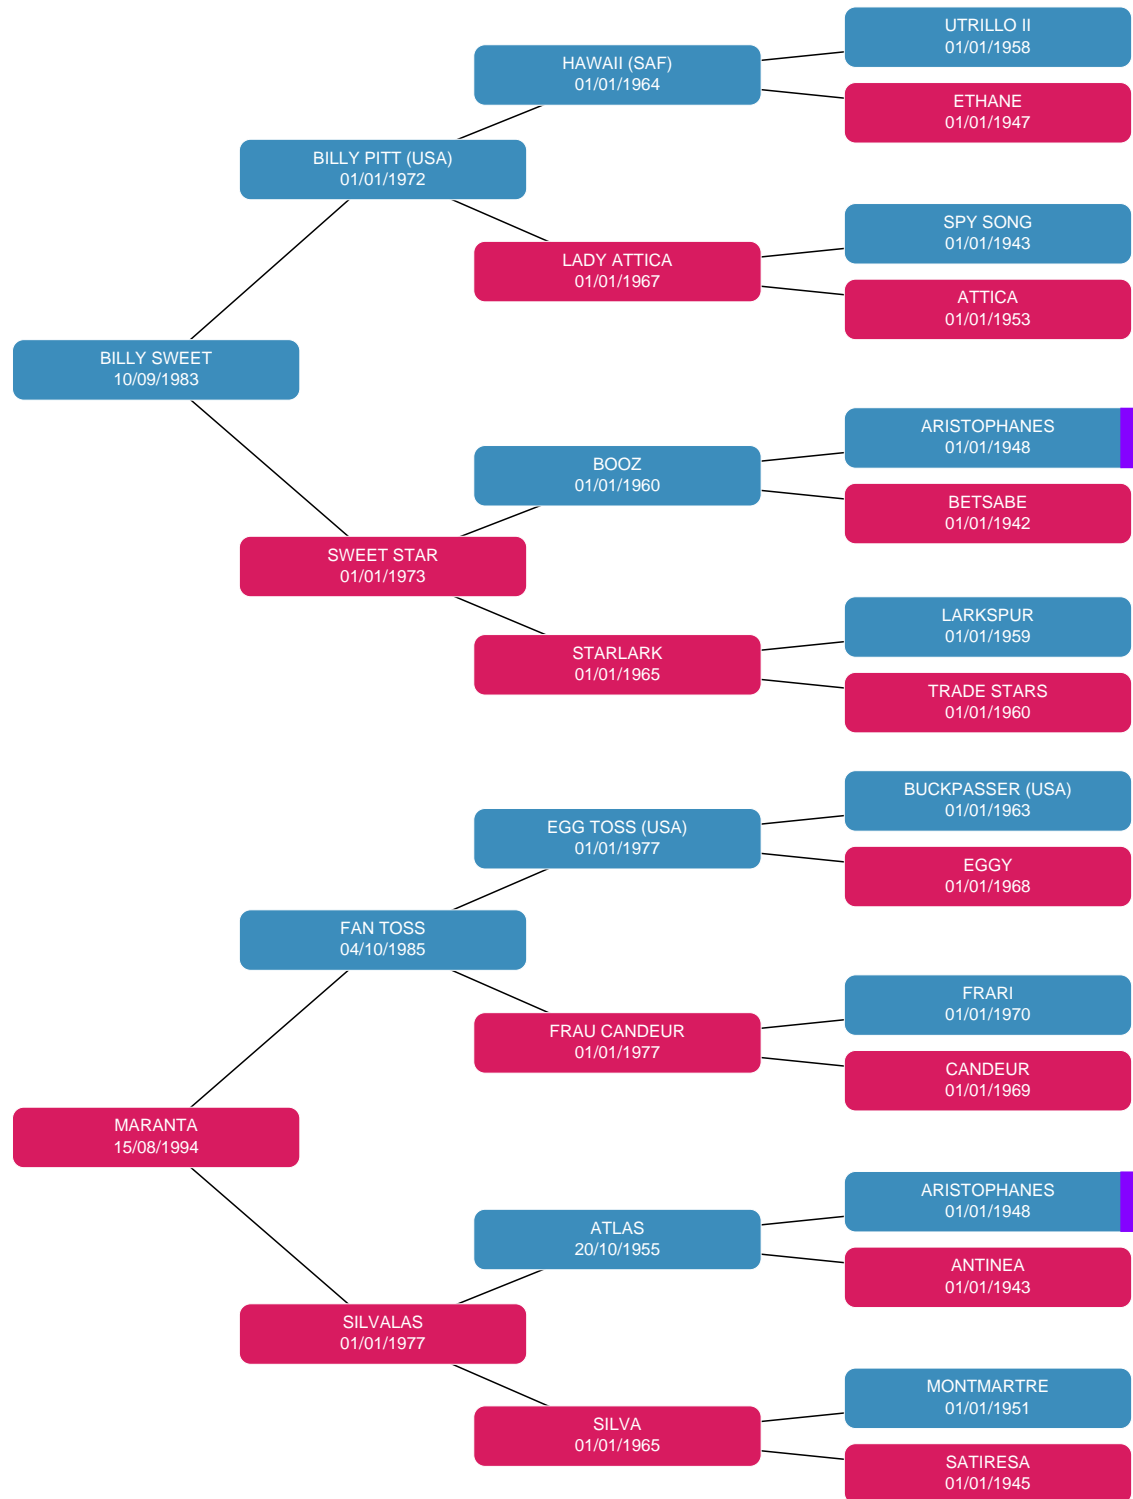 UTRILLO II
01/01/1958
HAWAII (SAF)
01/01/1964
ETHANE
01/01/1947
BILLY PITT (USA)
01/01/1972
SPY SONG
01/01/1943
LADY ATTICA
01/01/1967
ATTICA
01/01/1953
BILLY SWEET
10/09/1983
ARISTOPHANES
01/01/1948
BOOZ
01/01/1960
BETSABE
01/01/1942
SWEET STAR
01/01/1973
LARKSPUR
01/01/1959
STARLARK
01/01/1965
TRADE STARS
01/01/1960
BUCKPASSER (USA)
01/01/1963
EGG TOSS (USA)
01/01/1977
EGGY
01/01/1968
FAN TOSS
04/10/1985
FRARI
01/01/1970
FRAU CANDEUR
01/01/1977
CANDEUR
01/01/1969
MARANTA
15/08/1994
ARISTOPHANES
01/01/1948
ATLAS
20/10/1955
ANTINEA
01/01/1943
SILVALAS
01/01/1977
MONTMARTRE
01/01/1951
SILVA
01/01/1965
SATIRESA
01/01/1945